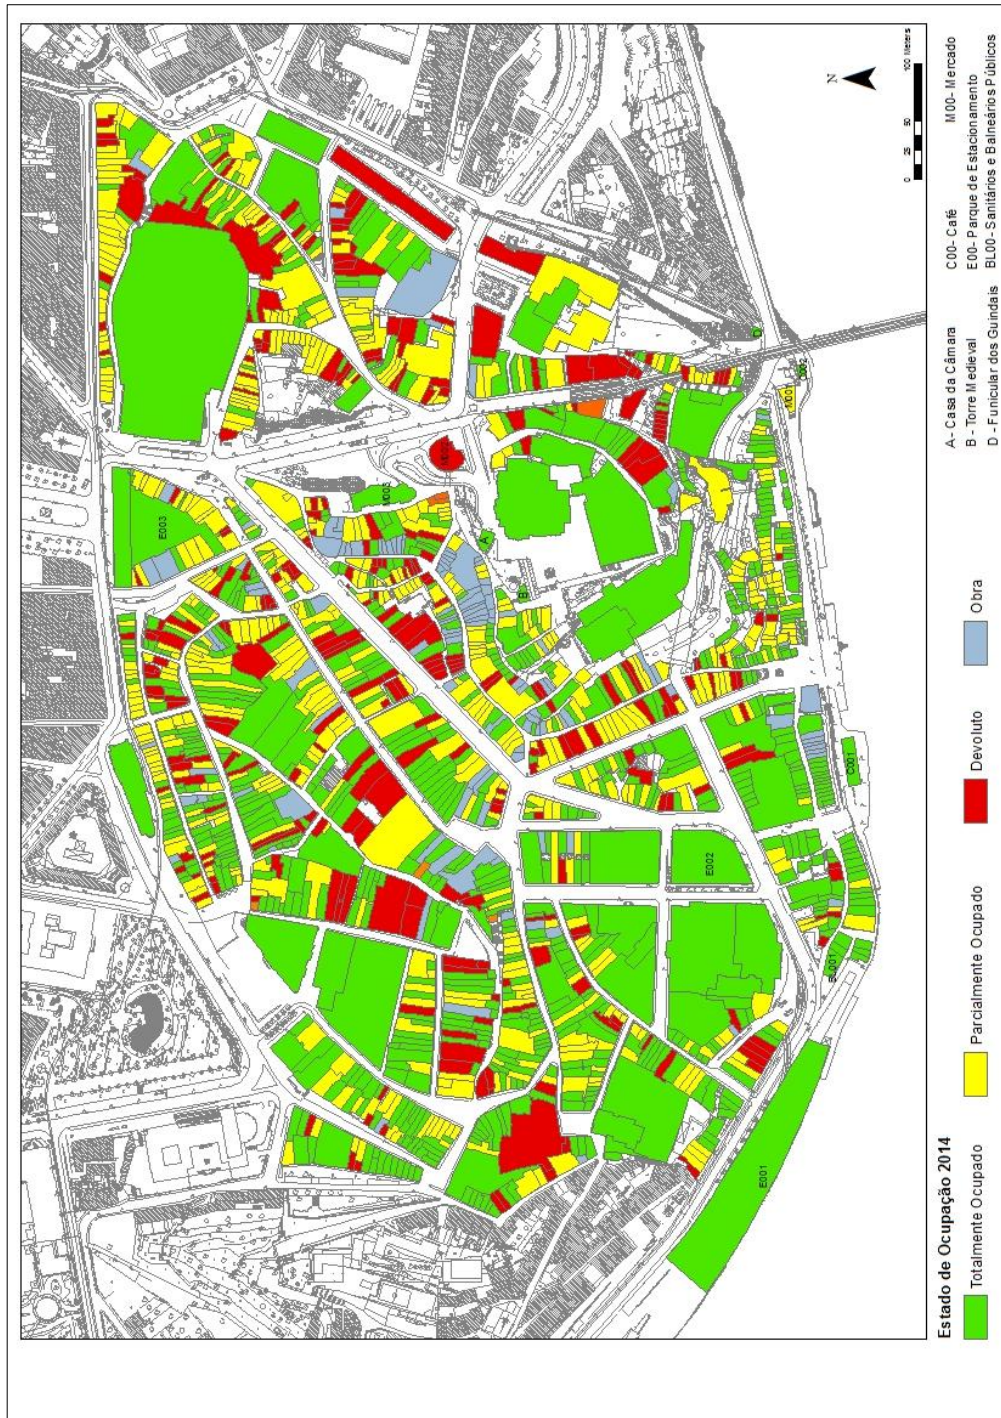 Estado de Ocupação 2014
Totalmente Ocupado
Parcialmente Ocupado
Devoluto
Obra
A- Casa da Câmara
B - Torre Medieval
D - Funicular dos Guindais
C00- Café
E00- Parque de Estacionamento
BL00- Sanitários e Balneários Públicos
M00- Mercado
N
0 25 50 100 Meters
E001
E002
E003
BL001
C001
A
B
D